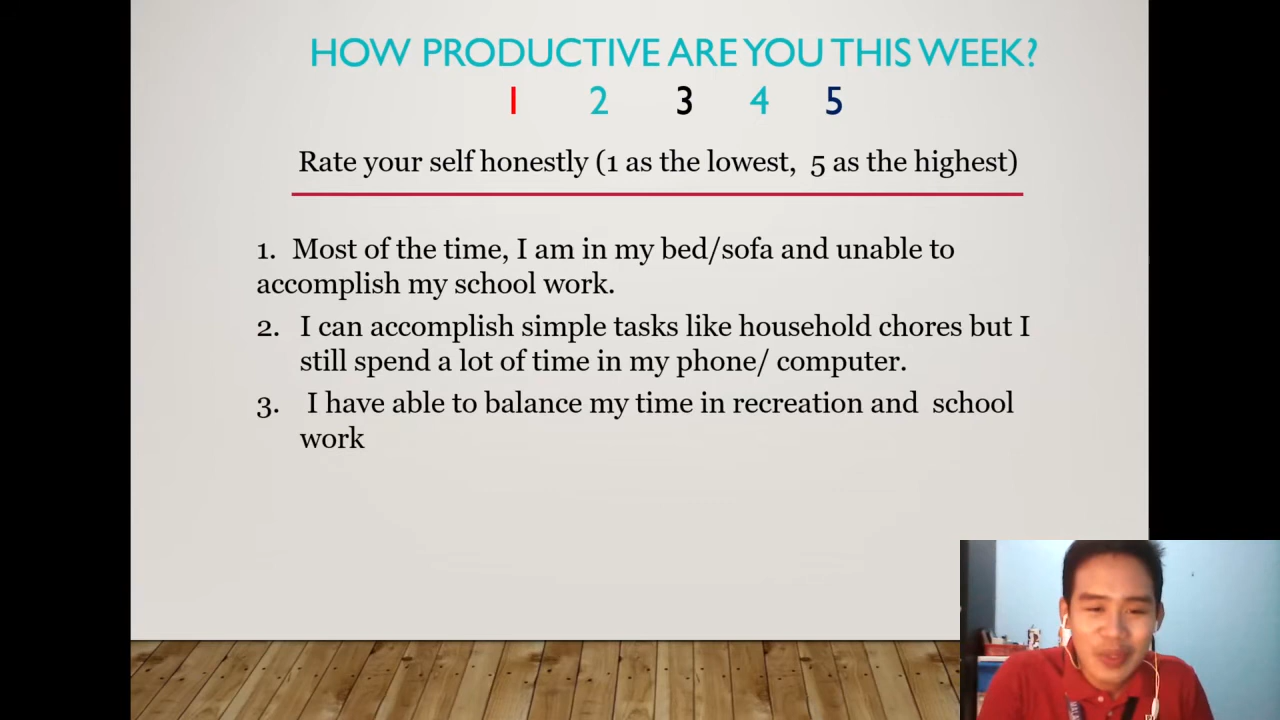 HOW PRODUCTIVE ARE YOU THIS WEEK?
1 2 3 4 5
Rate your self honestly (1 as the lowest, 5 as the highest)
1. Most of the time, I am in my bed/sofa and unable to
accomplish my school work.
2. I can accomplish simple tasks like household chores but I
still spend a lot of time in my phone/ computer.
3. I have able to balance my time in recreation and school
work